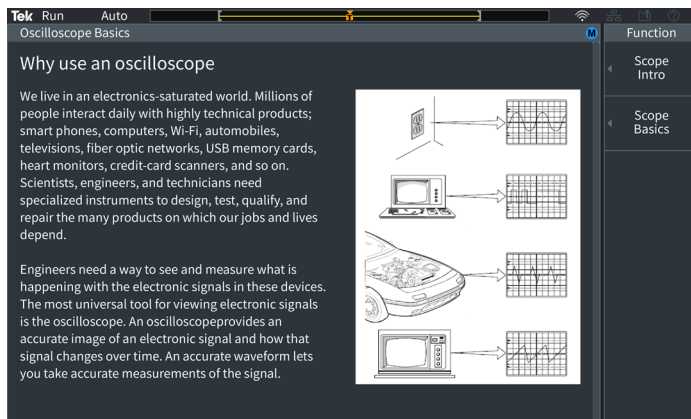 Tek Run Auto
Oscilloscope Basics
M
Function
Why use an oscilloscope
Scope
Intro
Scope
Basics
We live in an electronics-saturated world. Millions of
people interact daily with highly technical products;
smart phones, computers, Wi-Fi, automobiles,
televisions, fiber optic networks, USB memory cards,
heart monitors, credit-card scanners, and so on.
Scientists, engineers, and technicians need
specialized instruments to design, test, qualify, and
repair the many products on which our jobs and lives
depend.
Engineers need a way to see and measure what is
happening with the electronic signals in these devices.
The most universal tool for viewing electronic signals
is the oscilloscope. An oscilloscopeprovides an
accurate image of an electronic signal and how that
signal changes over time. An accurate waveform lets
you take accurate measurements of the signal.